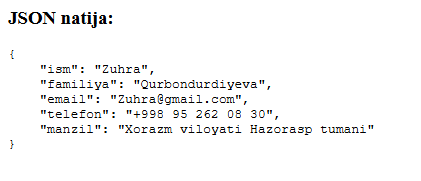 JSON natija:
{
    "ism": "Zuhra",
    "familiya": "Qurbondurdiyeva",
    "email": "Zuhra@gmail.com",
    "telefon": "+998 95 262 08 30",
    "manzil": "Xorazm viloyati Hazorasp tumani"
}